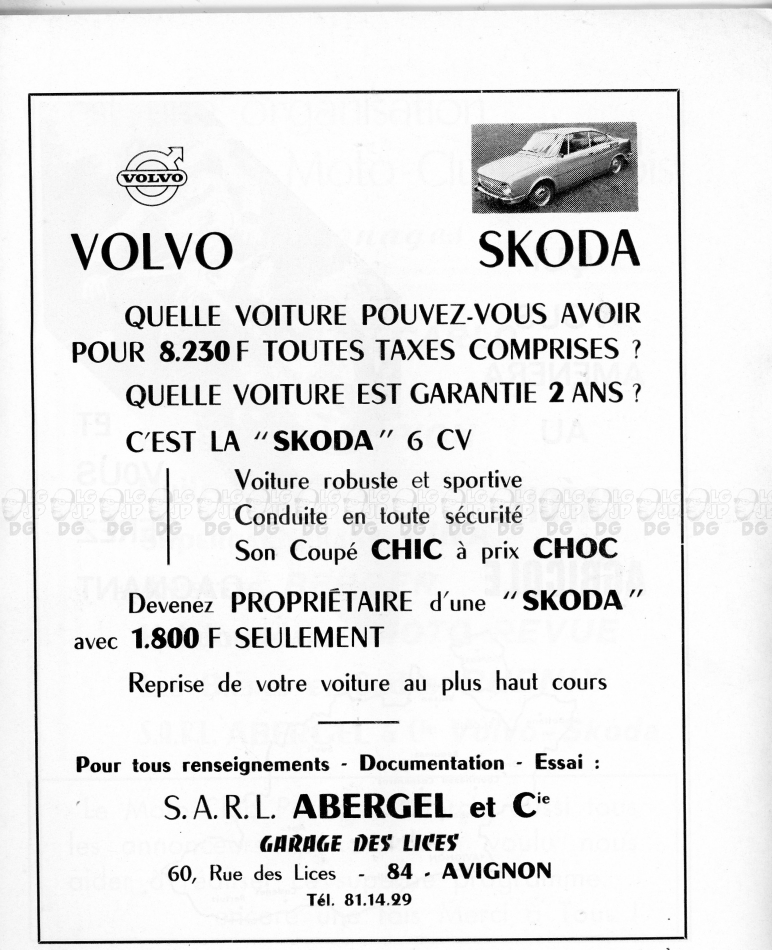 VOLVO
VOLVO
SKODA
QUELLE VOITURE POUVEZ-VOUS AVOIR
POUR 8.230 F TOUTES TAXES COMPRISES ?
QUELLE VOITURE EST GARANTIE 2 ANS ?
C'EST LA "SKODA" 6 CV
Voiture robuste et sportive
Conduite en toute sécurité
Son Coupé CHIC à prix CHOC
Devenez PROPRIÉTAIRE d'une "SKODA"
avec 1.800 F SEULEMENT
Reprise de votre voiture au plus haut cours
Pour tous renseignements - Documentation - Essai :
S.A.R.L. ABERGEL et Cie
GARAGE DES LICES
60, Rue des Lices - 84 - AVIGNON
Tél. 81.14.29